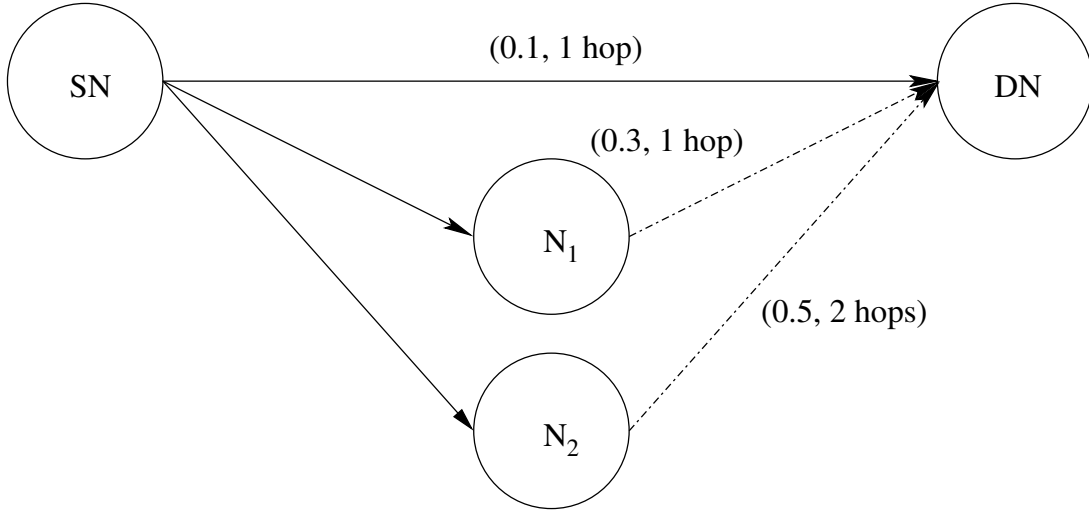 (0.1, 1 hop)
SN
DN
(0.3, 1 hop)
N1
(0.5, 2 hops)
N2